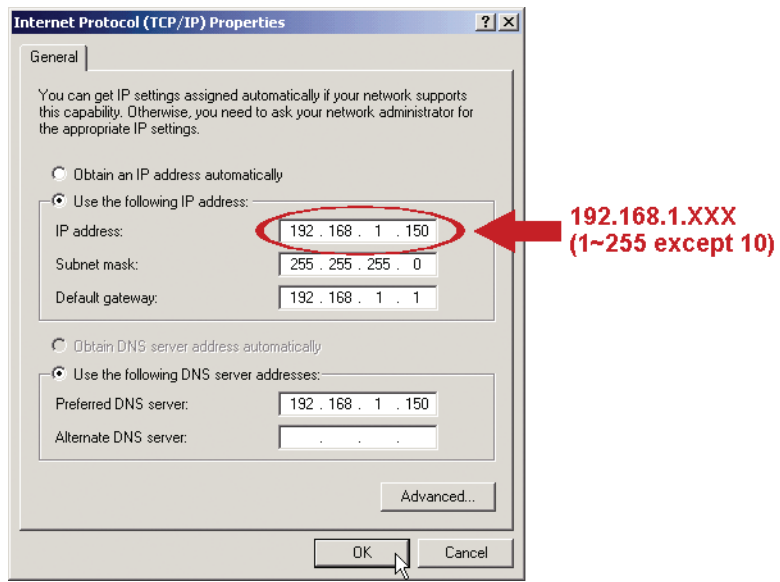 Internet Protocol (TCP/IP) Properties
General
You can get IP settings assigned automatically if your network supports
this capability. Otherwise, you need to ask your network administrator for
the appropriate IP settings.
Obtain an IP address automatically
Use the following IP address:
IP address: 192 . 168 . 1 . 150
Subnet mask: 255 . 255 . 255 . 0
Default gateway: 192 . 168 . 1 . 1
192.168.1.XXX
(1~255 except 10)
Obtain DNS server address automatically
Use the following DNS server addresses:
Preferred DNS server: 192 . 168 . 1 . 150
Alternate DNS server: . . .
Advanced...
OK Cancel